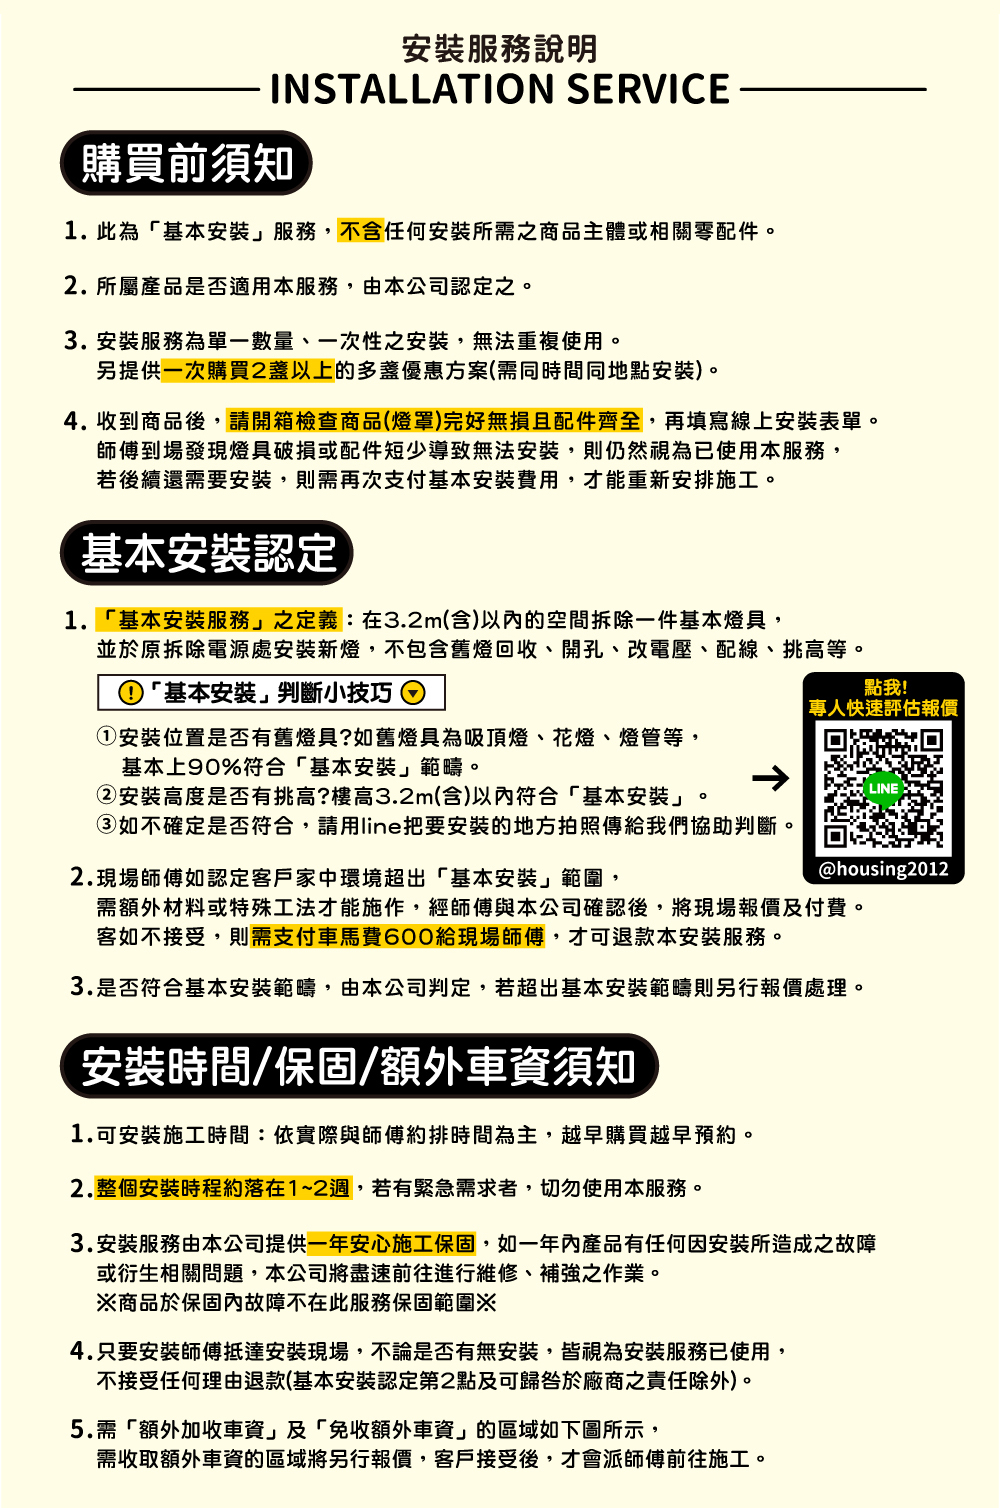 安裝服務說明
INSTALLATION SERVICE
購買前須知
1. 此為「基本安裝」服務，不含任何安裝所需之商品主體或相關零配件。
2. 所屬產品是否適用本服務，由本公司認定之。
3. 安裝服務為單一數量、一次性之安裝，無法重複使用。
另提供一次購買2盞以上的多盞優惠方案(需同時間同地點安裝)。
4. 收到商品後，請開箱檢查商品(燈罩)完好無損且配件齊全，再填寫線上安裝表單。
師傅到場發現燈具破損或配件短少導致無法安裝，則仍然視為已使用本服務，
若後續還需要安裝，則需再次支付基本安裝費用，才能重新安排施工。
基本安裝認定
1. 「基本安裝服務」之定義：在3.2m(含)以內的空間拆除一件基本燈具，
並於原拆除電源處安裝新燈，不包含舊燈回收、開孔、改電壓、配線、挑高等。
!「基本安裝」判斷小技巧
①安裝位置是否有舊燈具?如舊燈具為吸頂燈、花燈、燈管等，
基本上90%符合「基本安裝」範疇。
②安裝高度是否有挑高?樓高3.2m(含)以內符合「基本安裝」。
③如不確定是否符合，請用line把要安裝的地方拍照傳給我們協助判斷。
→
點我!
專人快速評估報價
LINE
@housing2012
2.現場師傅如認定客戶家中環境超出「基本安裝」範圍，
需額外材料或特殊工法才能施作，經師傅與本公司確認後，將現場報價及付費。
客如不接受，則需支付車馬費600給現場師傅，才可退款本安裝服務。
3.是否符合基本安裝範疇，由本公司判定，若超出基本安裝範疇則另行報價處理。
安裝時間/保固/額外車資須知
1.可安裝施工時間：依實際與師傅約排時間為主，越早購買越早預約。
2.整個安裝時程約落在1~2週，若有緊急需求者，切勿使用本服務。
3.安裝服務由本公司提供一年安心施工保固，如一年內產品有任何因安裝所造成之故障
或衍生相關問題，本公司將盡速前往進行維修、補強之作業。
※商品於保固內故障不在此服務保固範圍※
4.只要安裝師傅抵達安裝現場，不論是否有無安裝，皆視為安裝服務已使用，
不接受任何理由退款(基本安裝認定第2點及可歸咎於廠商之責任除外)。
5.需「額外加收車資」及「免收額外車資」的區域如下圖所示，
需收取額外車資的區域將另行報價，客戶接受後，才會派師傅前往施工。